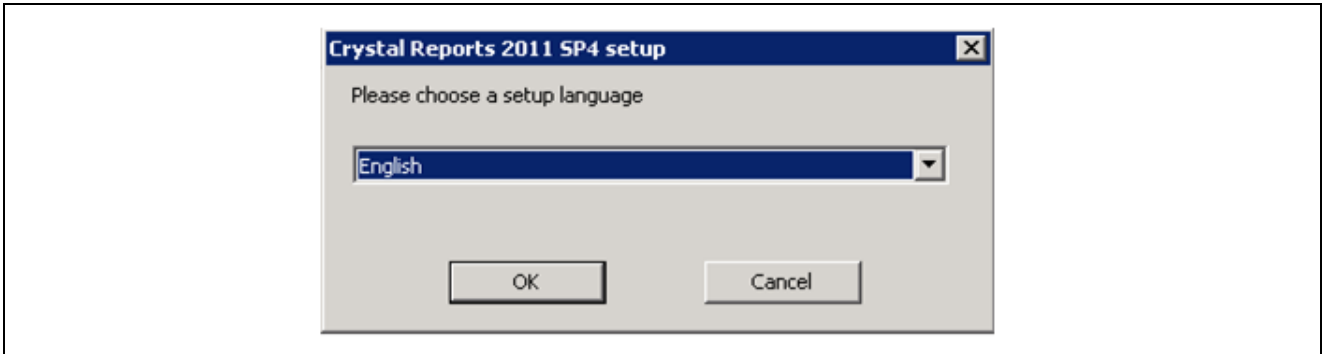 Crystal Reports 2011 SP4 setup
Please choose a setup language
English
OK
Cancel